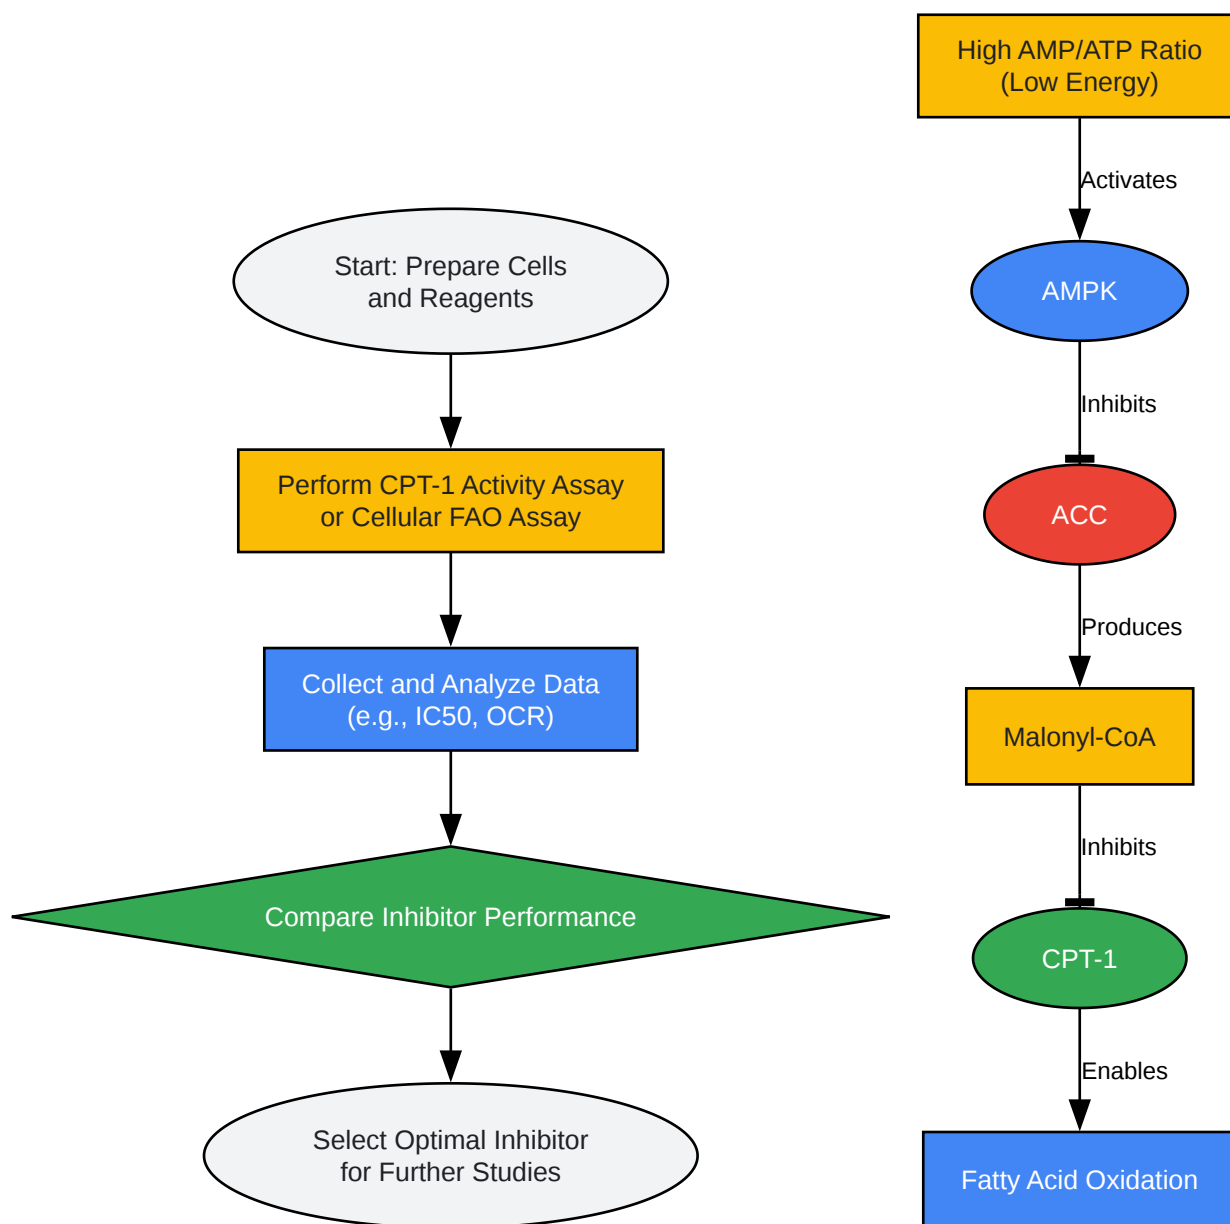 Start: Prepare Cells
and Reagents
Perform CPT-1 Activity Assay
or Cellular FAO Assay
Collect and Analyze Data
(e.g., IC50, OCR)
Compare Inhibitor Performance
Select Optimal Inhibitor
for Further Studies
High AMP/ATP Ratio
(Low Energy)
Activates
AMPK
Inhibits
ACC
Produces
Malonyl-CoA
Inhibits
CPT-1
Enables
Fatty Acid Oxidation